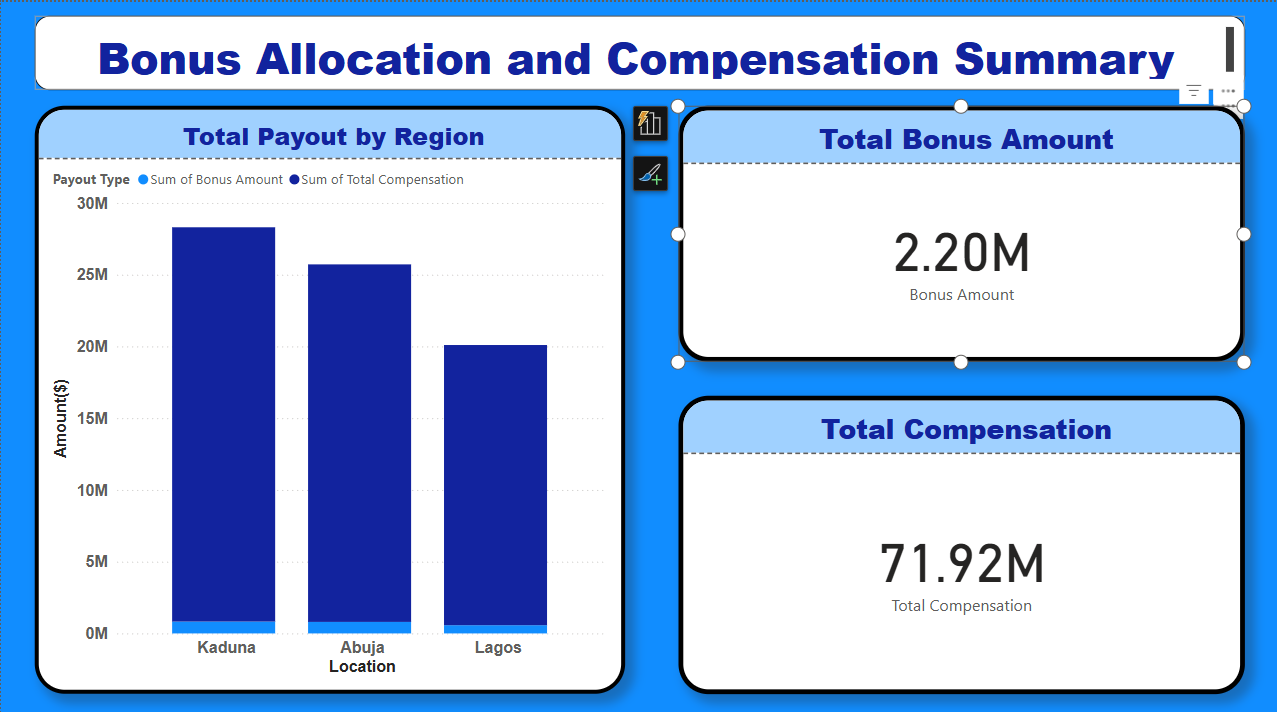 Bonus Allocation and Compensation Summary
Total Payout by Region
Payout Type Sum of Bonus Amount Sum of Total Compensation
30M
25M
20M
15M
10M
5M
0M
Amount($)
Kaduna Abuja Lagos
Location
Total Bonus Amount
2.20M
Bonus Amount
Total Compensation
71.92M
Total Compensation